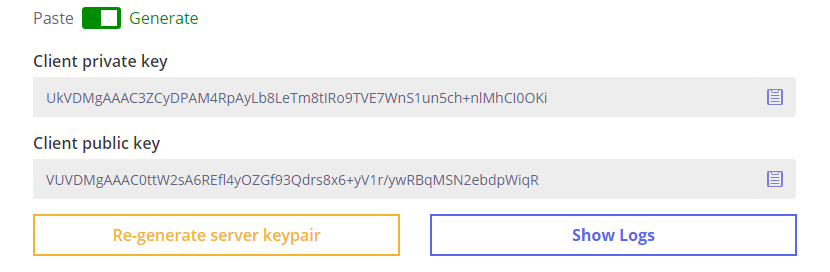 Paste Generate
Client private key
UkVDMgAAAC3ZCyDPAM4RpAyLb8LeTm8tIRo9TVE7WnS1un5ch+nlMhCI0OKi
Client public key
VUVDMgAAAC0ttW2sA6REfl4yOZGf93Qdrs8x6+yV1r/ywRBqMSN2ebdpWiqR
Re-generate server keypair Show Logs